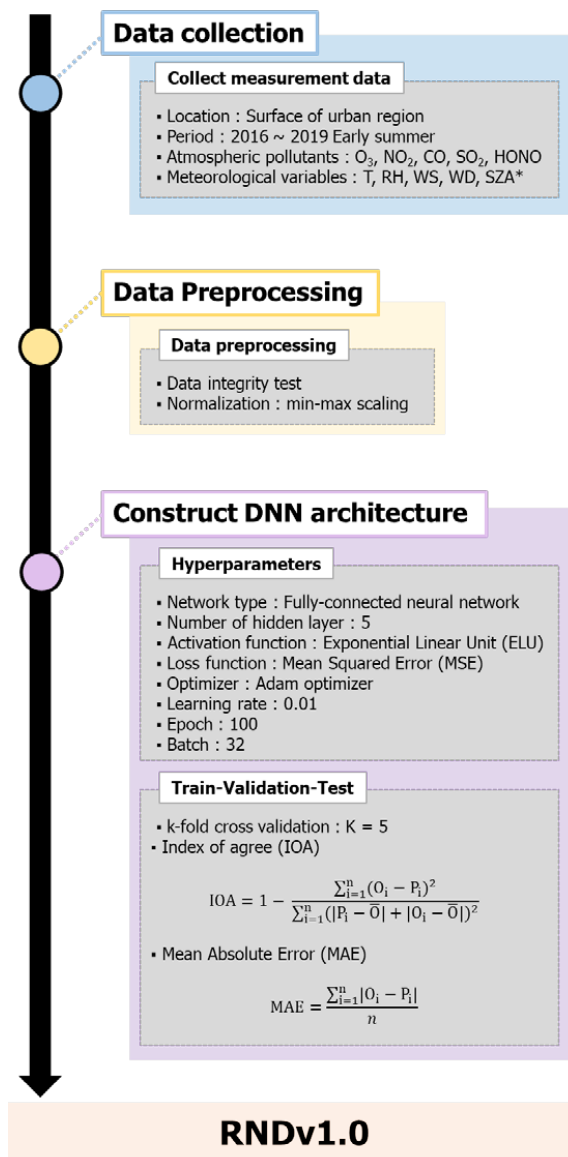 Data collection
Collect measurement data
▪ Location : Surface of urban region
▪ Period : 2016 ~ 2019 Early summer
▪ Atmospheric pollutants : O₃, NO₂, CO, SO₂, HONO
▪ Meteorological variables : T, RH, WS, WD, SZA*
Data Preprocessing
Data preprocessing
▪ Data integrity test
▪ Normalization : min-max scaling
Construct DNN architecture
Hyperparameters
▪ Network type : Fully-connected neural network
▪ Number of hidden layer : 5
▪ Activation function : Exponential Linear Unit (ELU)
▪ Loss function : Mean Squared Error (MSE)
▪ Optimizer : Adam optimizer
▪ Learning rate : 0.01
▪ Epoch : 100
▪ Batch : 32
Train-Validation-Test
▪ k-fold cross validation : K = 5
▪ Index of agree (IOA)
IOA = 1 − ∑ⁿᵢ₌₁(Oᵢ − Pᵢ)² / ∑ⁿᵢ₌₁(|Pᵢ − O̅| + |Oᵢ − O̅|)²
▪ Mean Absolute Error (MAE)
MAE = ∑ⁿᵢ₌₁|Oᵢ − Pᵢ| / n
RNDv1.0